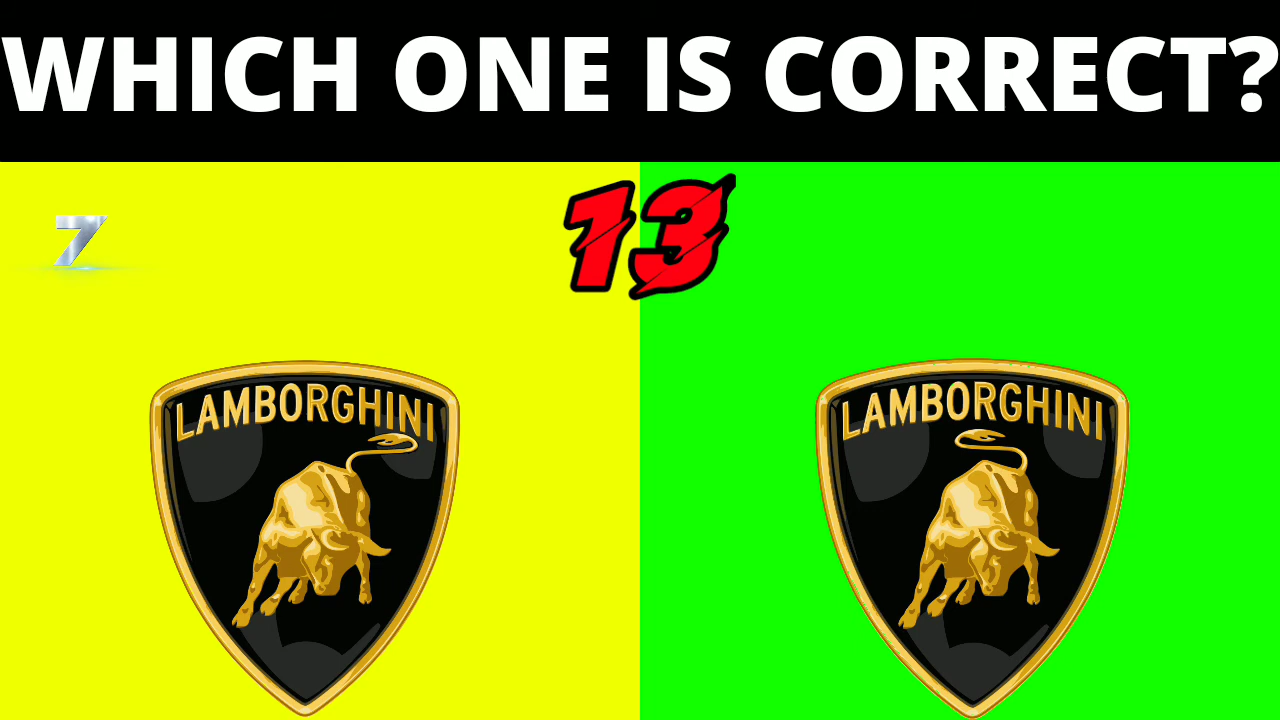 WHICH ONE IS CORRECT?
13
7
LAMBORGHINI
LAMBORGHINI